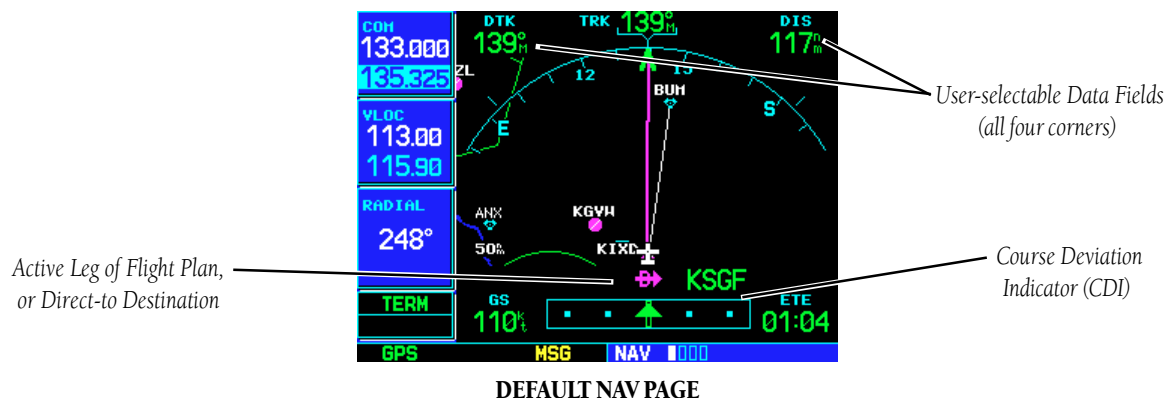 COM
133.000
135.325
VLOC
113.00
115.90
RADIAL
248°
TERM
GPS
MSG
NAV
DTK
139°M
TRK 139°M
DIS
117nm
ZL
12
15
E
S
BUM
ANX
KGVW
50nm
KIXD
D KSGF
GS
110kt
ETE
01:04
User-selectable Data Fields
(all four corners)
Active Leg of Flight Plan,
or Direct-to Destination
Course Deviation
Indicator (CDI)
DEFAULT NAV PAGE